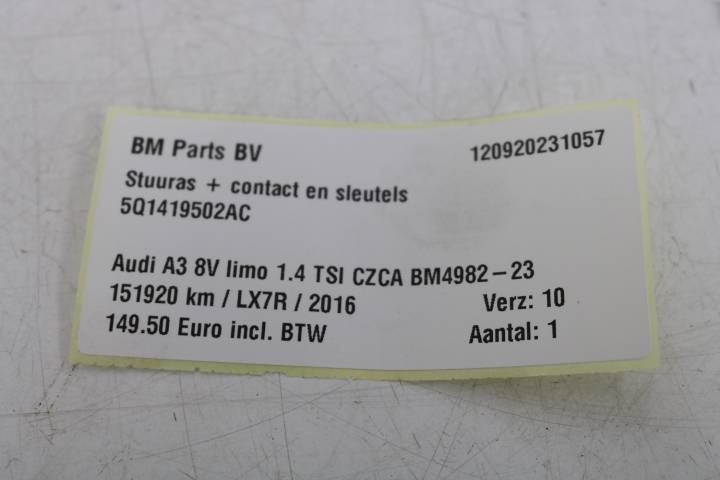 BM Parts BV 120920231057
Stuuras + contact en sleutels
5Q1419502AC
Audi A3 8V limo 1.4 TSI CZCA BM4982-23
151920 km / LX7R / 2016 Verz: 10
149.50 Euro incl. BTW Aantal: 1